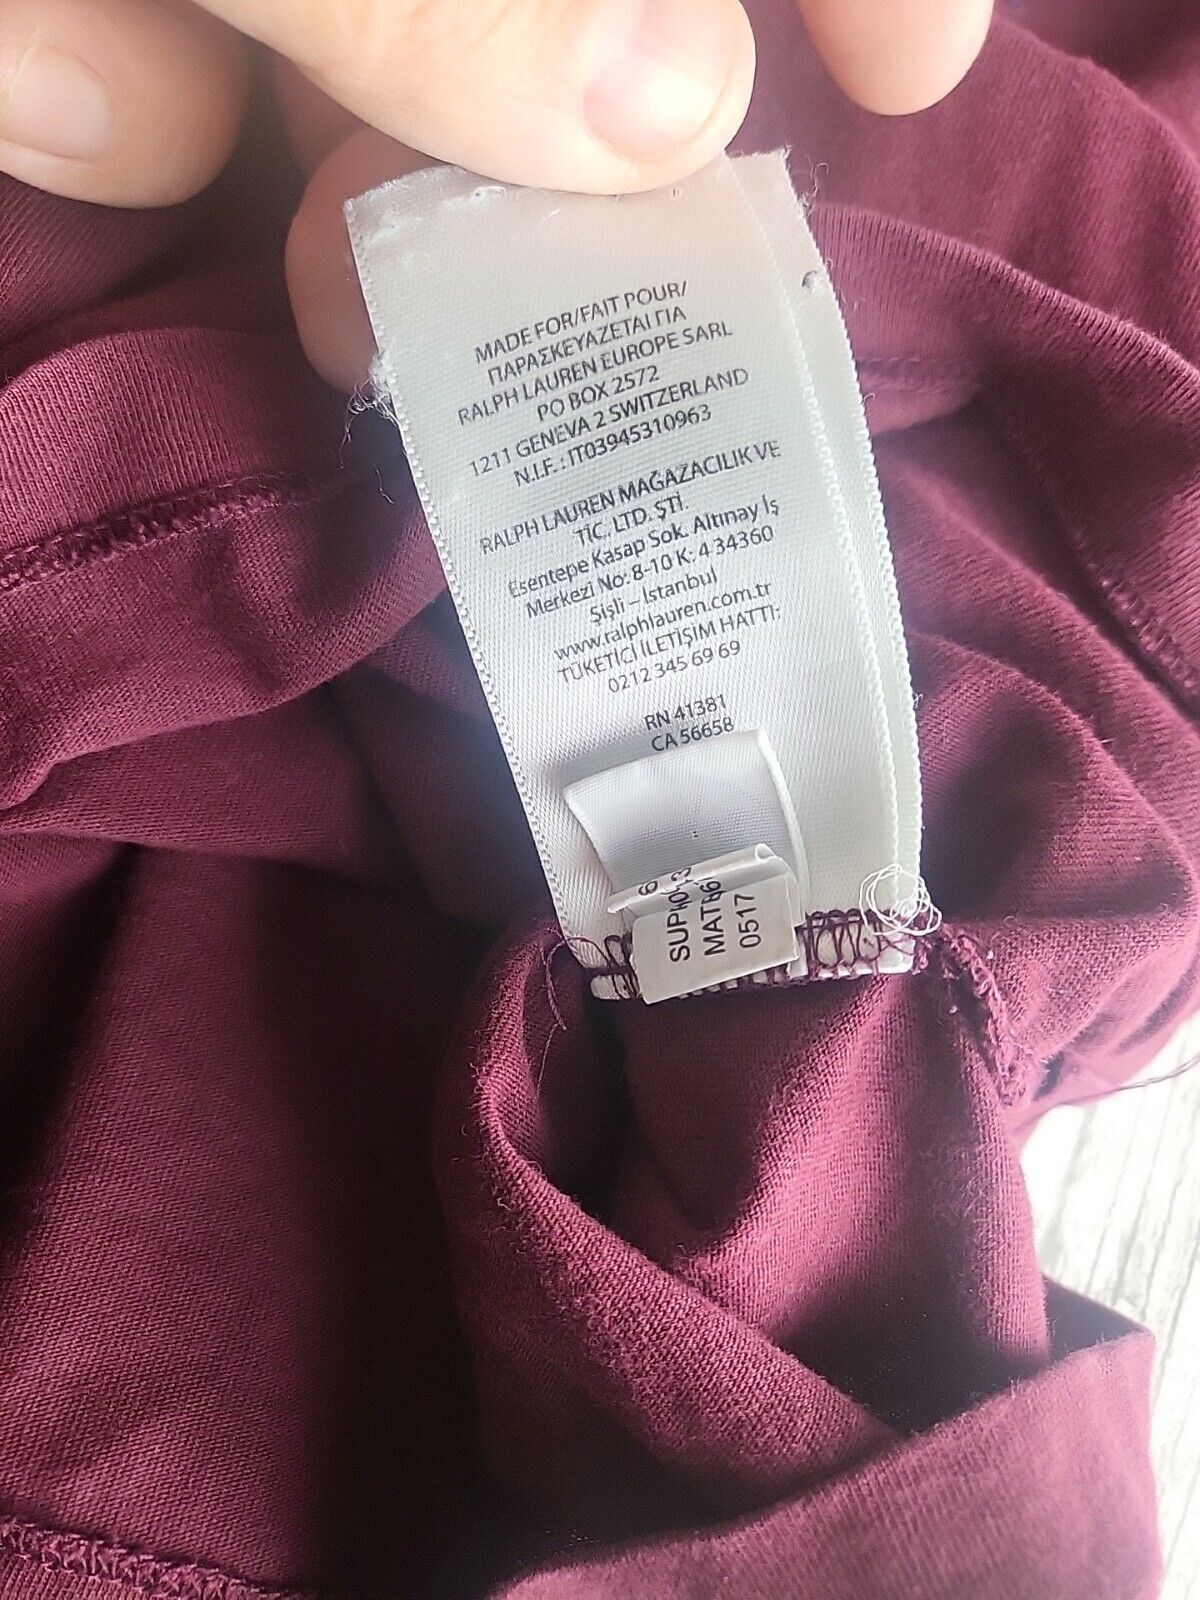 MADE FOR/FAIT POUR/
ΠΑΡΑΣΚΕΥΑΖΕΤΑΙ ΓΙΑ
RALPH LAUREN EUROPE SARL
PO BOX 2572
1211 GENEVA 2 SWITZERLAND
N.I.F.: IT03945310963
RALPH LAUREN MAĞAZACILIK VE
TİC. LTD. ŞTİ.
Esentepe Kasap Sok. Altınay İş
Merkezi No: 8-10 K: 4 34360
Şişli – İstanbul
www.ralphlauren.com.tr
TÜKETİCİ İLETİŞİM HATTI:
0212 345 69 69
RN 41381
CA 56658
0517